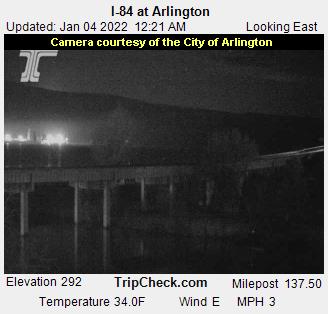 I-84 at Arlington
Updated: Jan 04 2022 12:21 AM Looking East
Camera courtesy of the City of Arlington
Elevation 292 TripCheck.com Milepost 137.50
Temperature 34.0F Wind E MPH 3